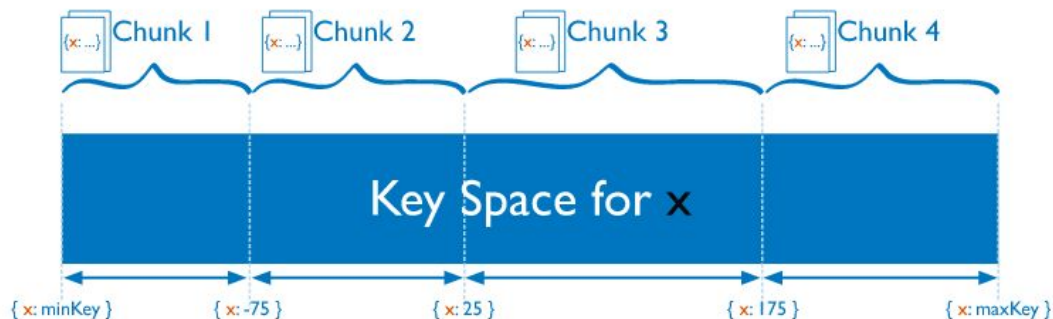 {x: ...} Chunk 1
{x: ...} Chunk 2
{x: ...} Chunk 3
{x: ...} Chunk 4
Key Space for x
{ x: minKey }
{ x: -75 }
{ x: 25 }
{ x: 175 }
{ x: maxKey }